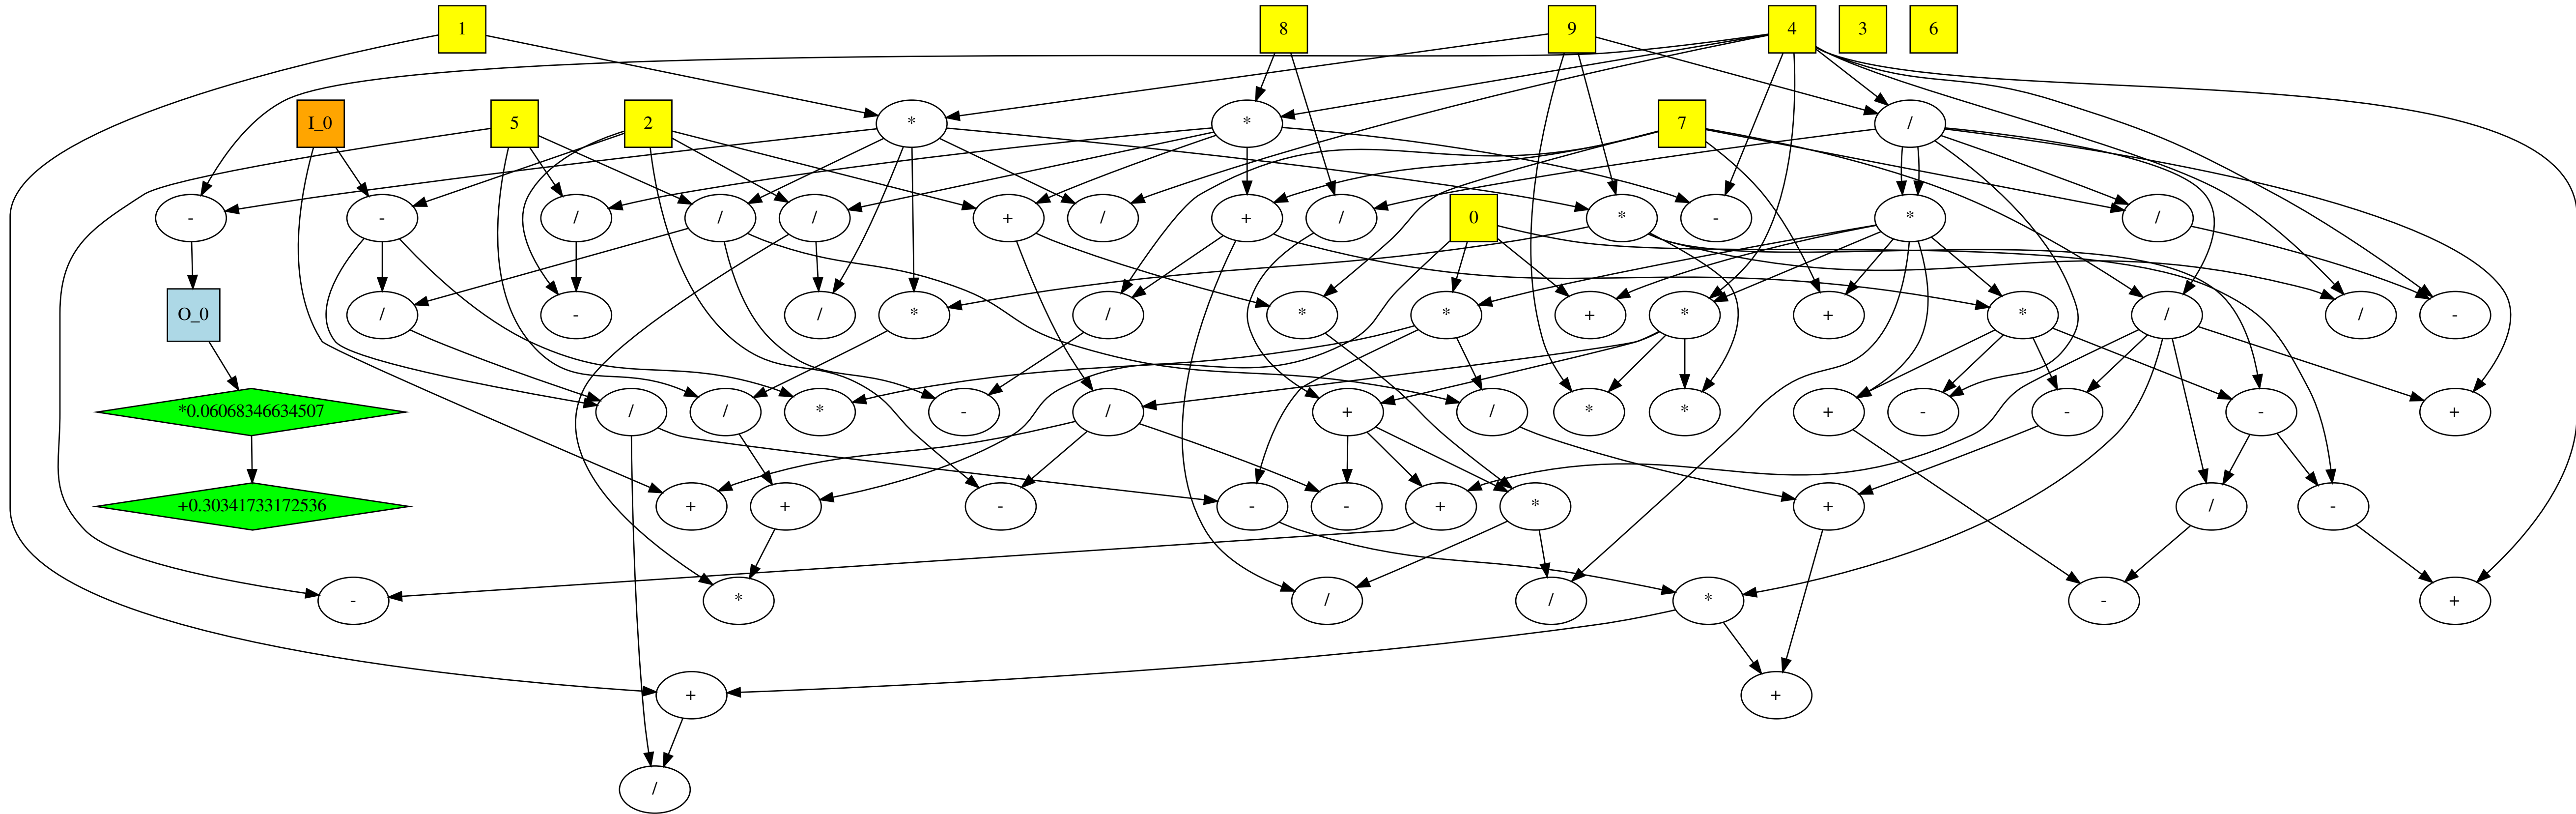 1 8 9 4 3 6
I_0 5 2 * * 7 /
- - / / / + / + / 0 * - * /
/ - / * / * * + * + * / / -
*0.06068346634507 / / * - / + / * * + - - - +
+0.30341733172536 + + - - - + * + / -
- * / / * - +
+ +
/
O_0